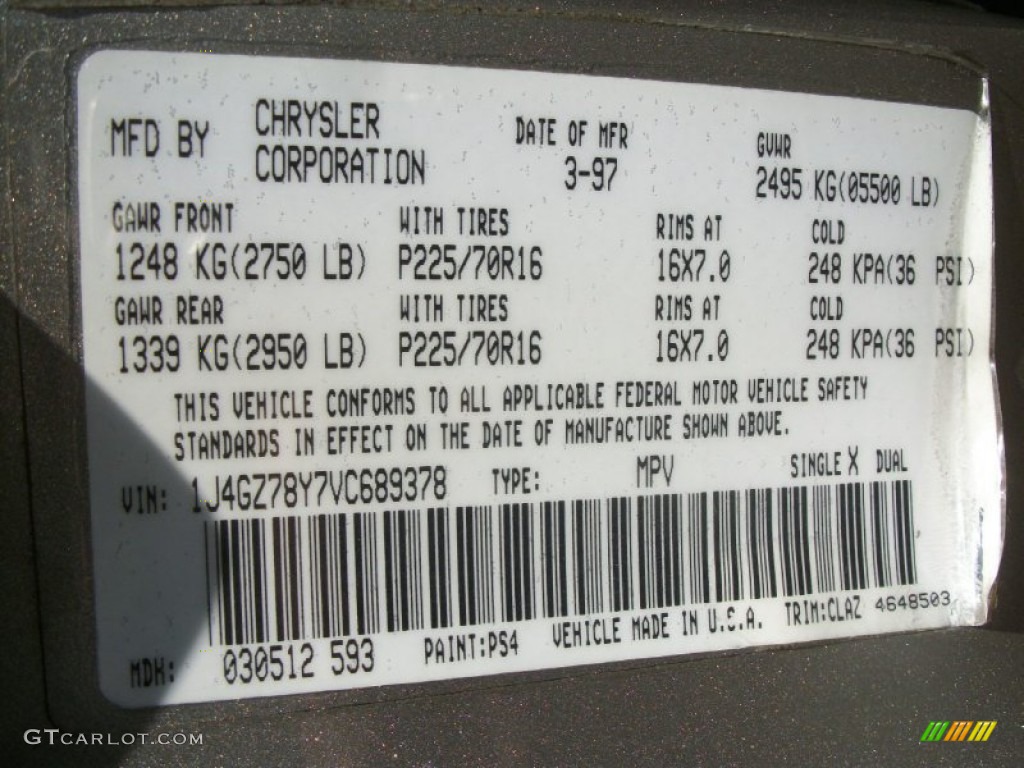 MFD BY CHRYSLER CORPORATION DATE OF MFR 3-97 GVWR 2495 KG(05500 LB)
GAWR FRONT WITH TIRES RIMS AT COLD
1248 KG(2750 LB) P225/70R16 16X7.0 248 KPA(36 PSI)
GAWR REAR WITH TIRES RIMS AT COLD
1339 KG(2950 LB) P225/70R16 16X7.0 248 KPA(36 PSI)
THIS VEHICLE CONFORMS TO ALL APPLICABLE FEDERAL MOTOR VEHICLE SAFETY
STANDARDS IN EFFECT ON THE DATE OF MANUFACTURE SHOWN ABOVE.
VIN: 1J4GZ78Y7VC689378 TYPE: MPV SINGLE X DUAL
MDH: 030512 593 PAINT:PS4 VEHICLE MADE IN U.S.A. TRIM:CLAZ 4648503
GTCARLOT.COM